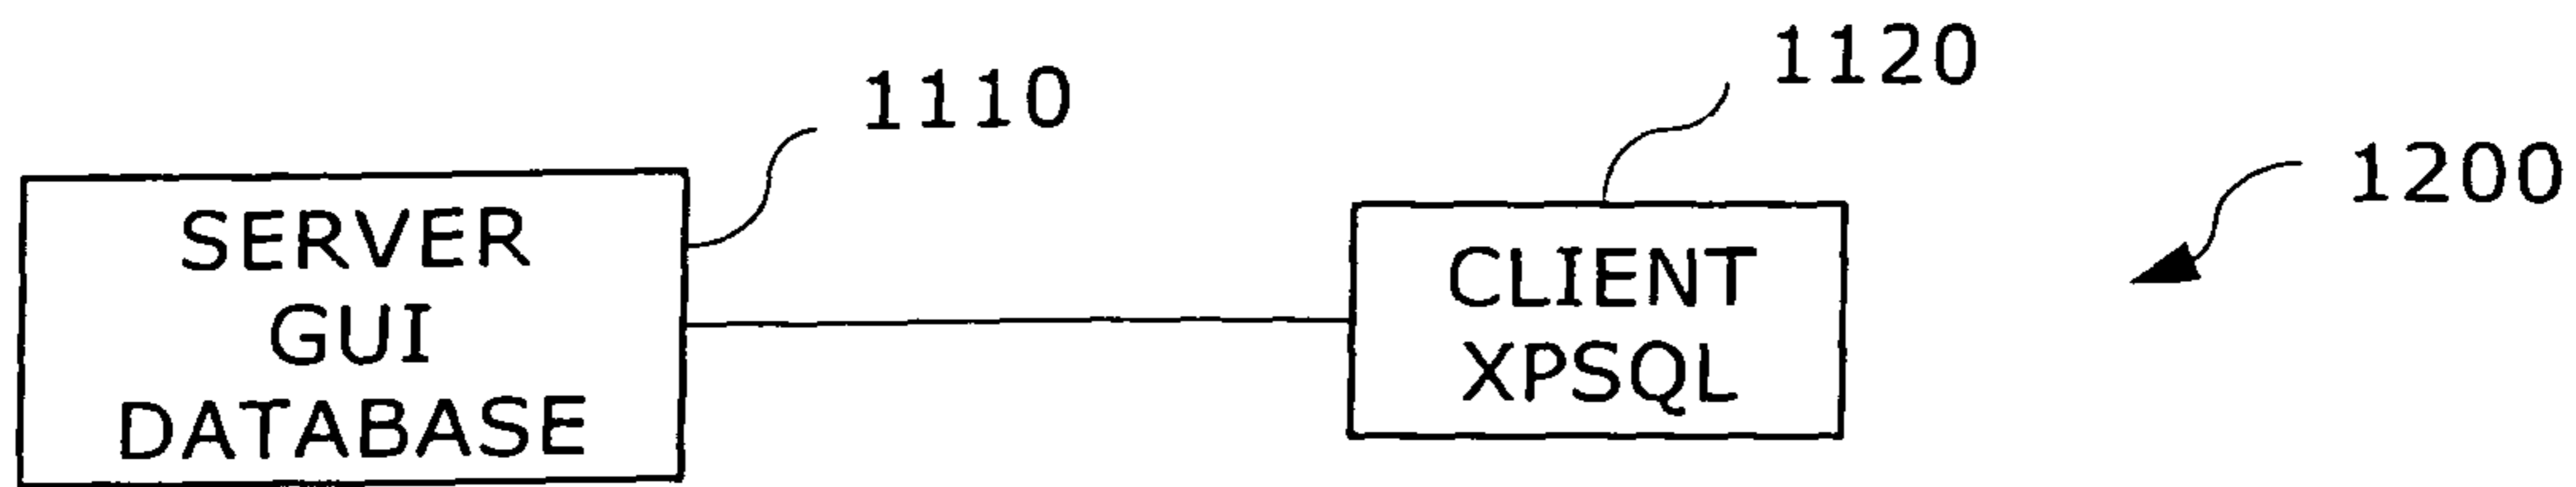 1110
1120
1200
SERVER
GUI
DATABASE
CLIENT
XPSQL